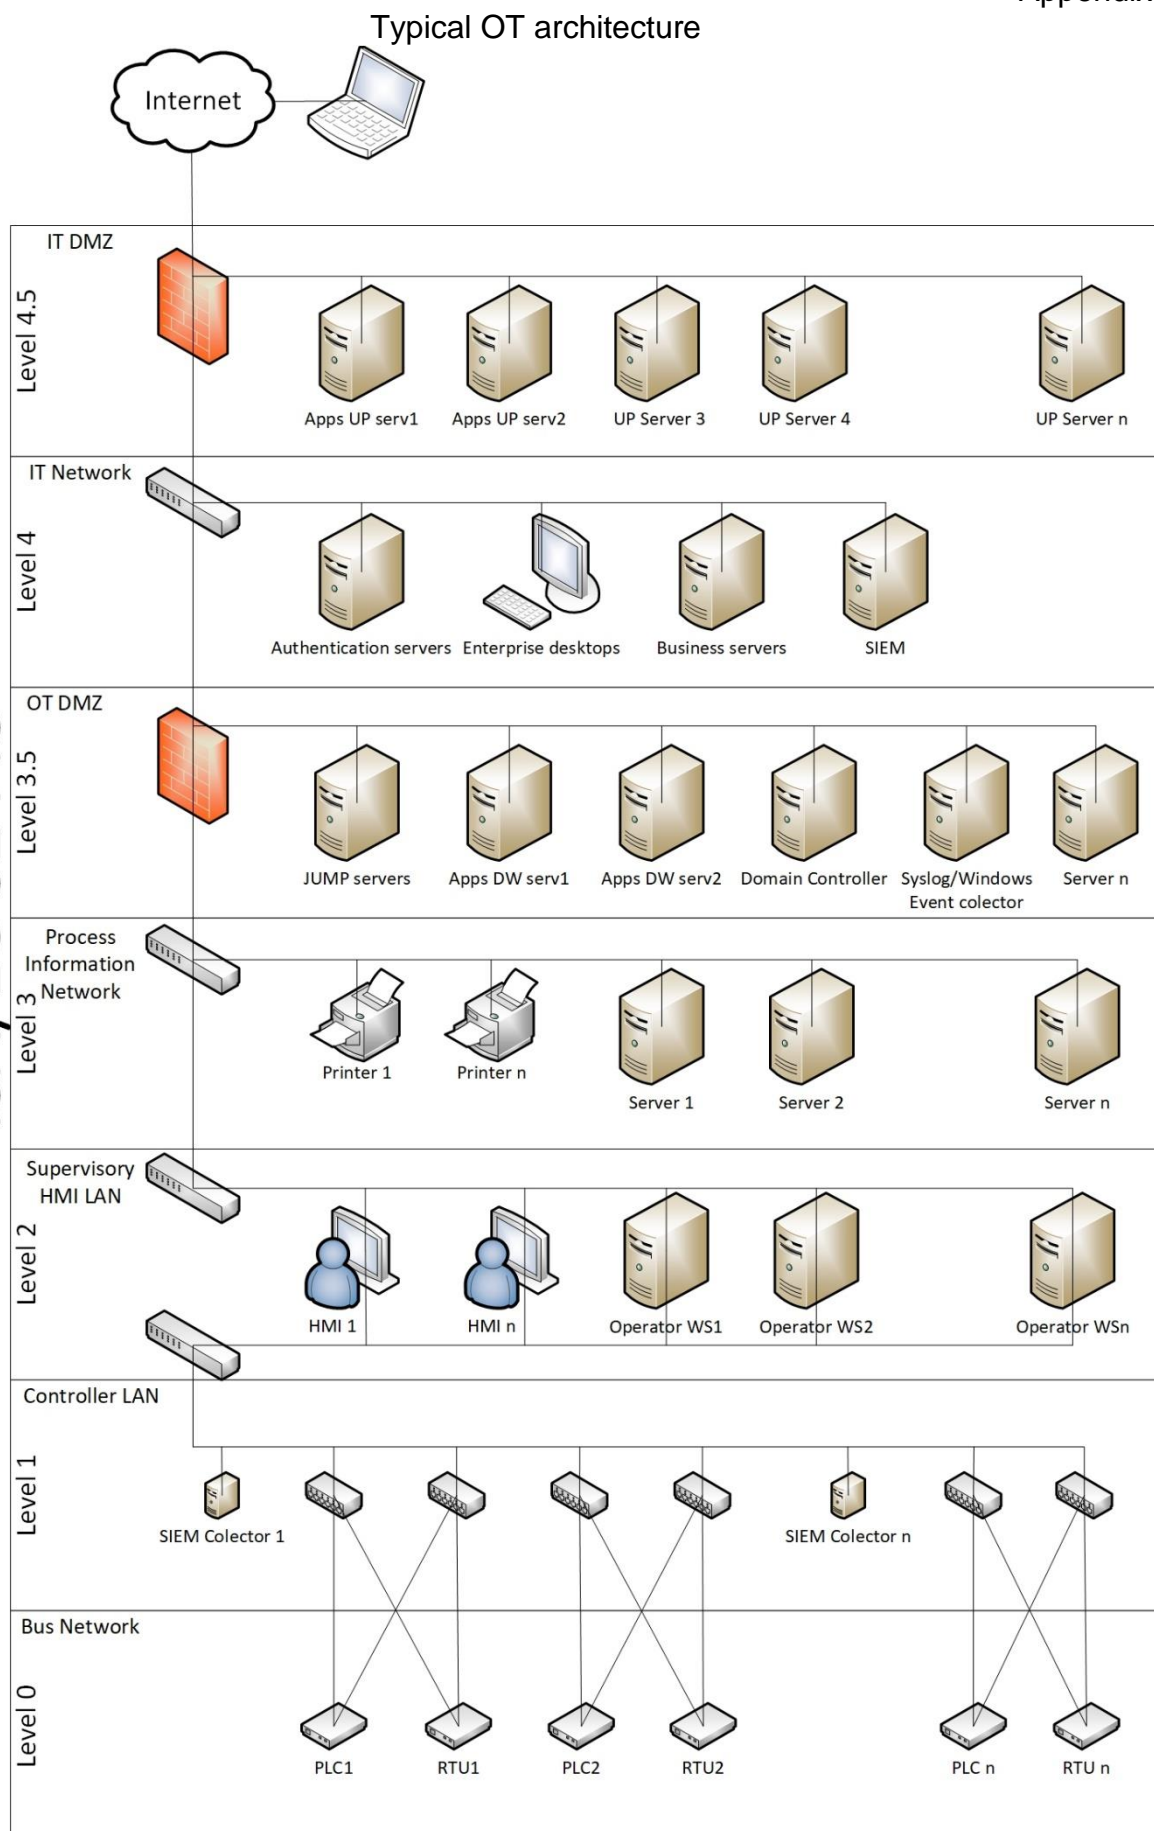 Typical OT architecture
Internet
IT DMZ
Level 4.5
Apps UP serv1
Apps UP serv2
UP Server 3
UP Server 4
UP Server n
IT Network
Level 4
Authentication servers
Enterprise desktops
Business servers
SIEM
OT DMZ
Level 3.5
JUMP servers
Apps DW serv1
Apps DW serv2
Domain Controller
Syslog/Windows
Event colector
Server n
Process
Information
Network
Level 3
Printer 1
Printer n
Server 1
Server 2
Server n
Supervisory
HMI LAN
Level 2
HMI 1
HMI n
Operator WS1
Operator WS2
Operator WSn
Controller LAN
Level 1
SIEM Colector 1
SIEM Colector n
Bus Network
Level 0
PLC1
RTU1
PLC2
RTU2
PLC n
RTU n